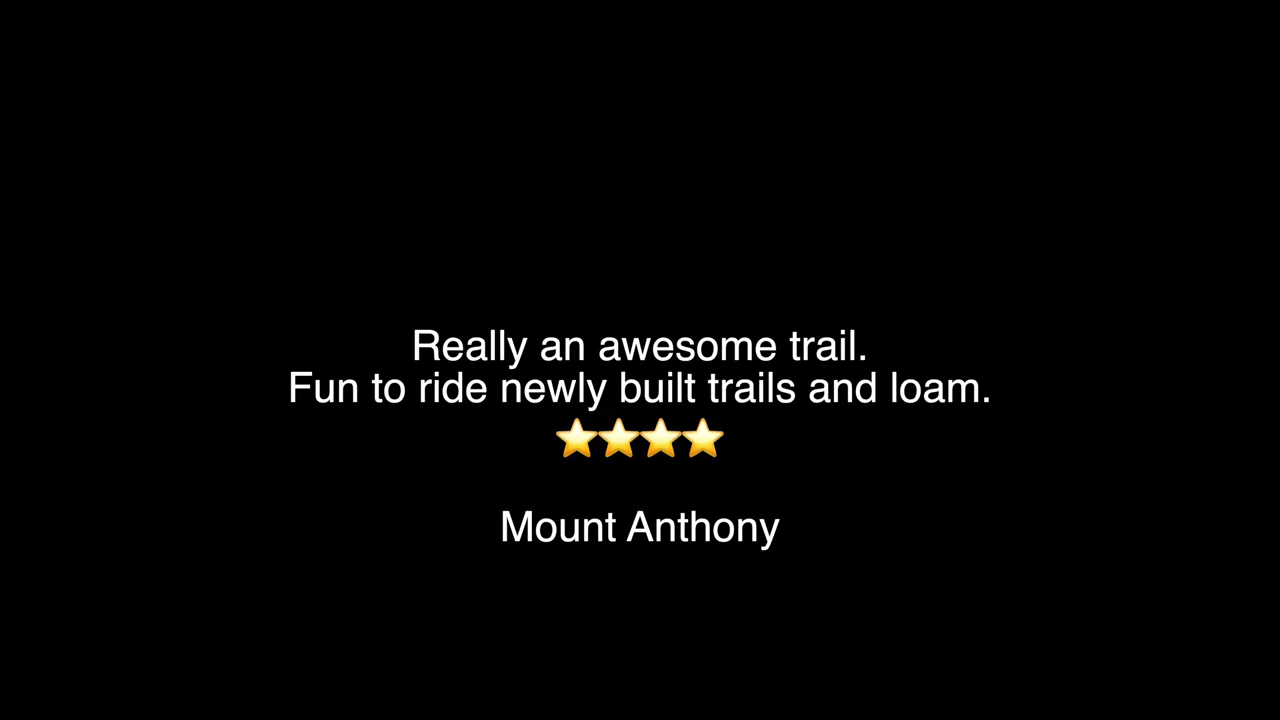 Really an awesome trail.
Fun to ride newly built trails and loam.
⭐⭐⭐⭐
Mount Anthony